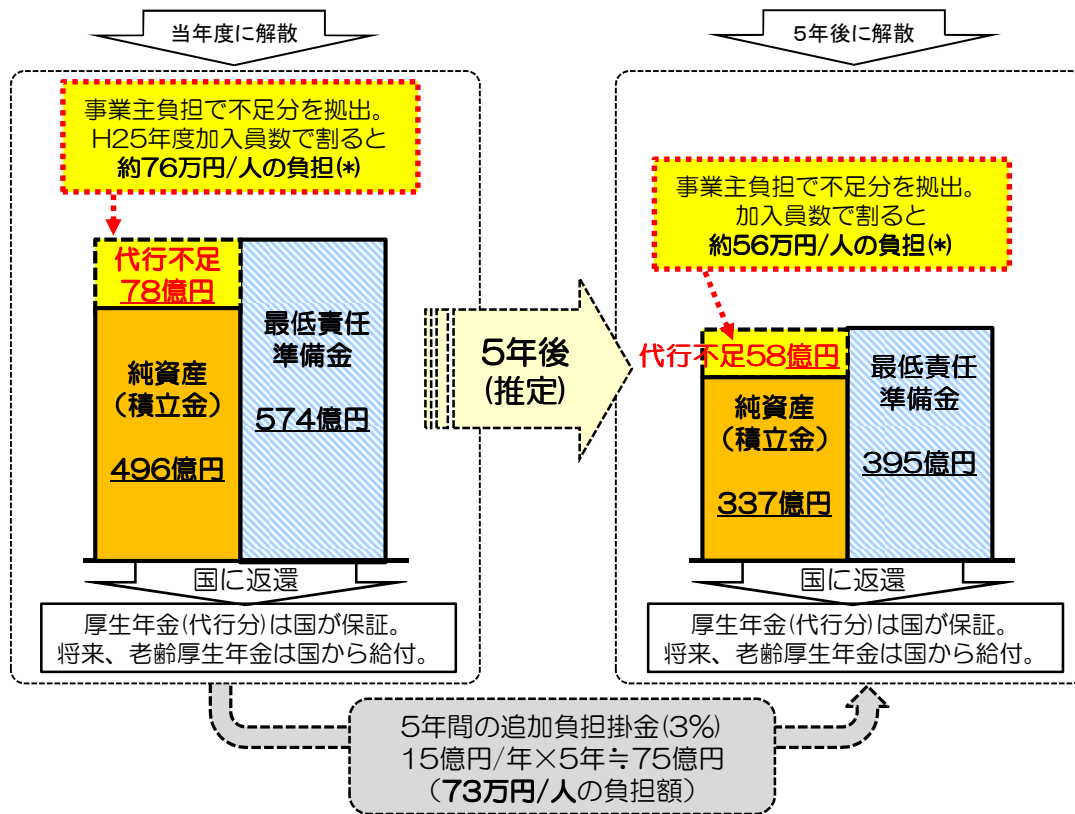 当年度に解散
事業主負担で不足分を拠出。
H25年度加入員数で割ると
約76万円/人の負担(*)
代行不足
78億円
純資産
（積立金）
496億円
最低責任
準備金
574億円
国に返還
厚生年金(代行分)は国が保証。
将来、老齢厚生年金は国から給付。
5年後
(推定)
5年後に解散
事業主負担で不足分を拠出。
加入員数で割ると
約56万円/人の負担(*)
代行不足58億円
純資産
（積立金）
337億円
最低責任
準備金
395億円
国に返還
厚生年金(代行分)は国が保証。
将来、老齢厚生年金は国から給付。
5年間の追加負担掛金(3%)
15億円/年×5年≒75億円
（73万円/人の負担額）